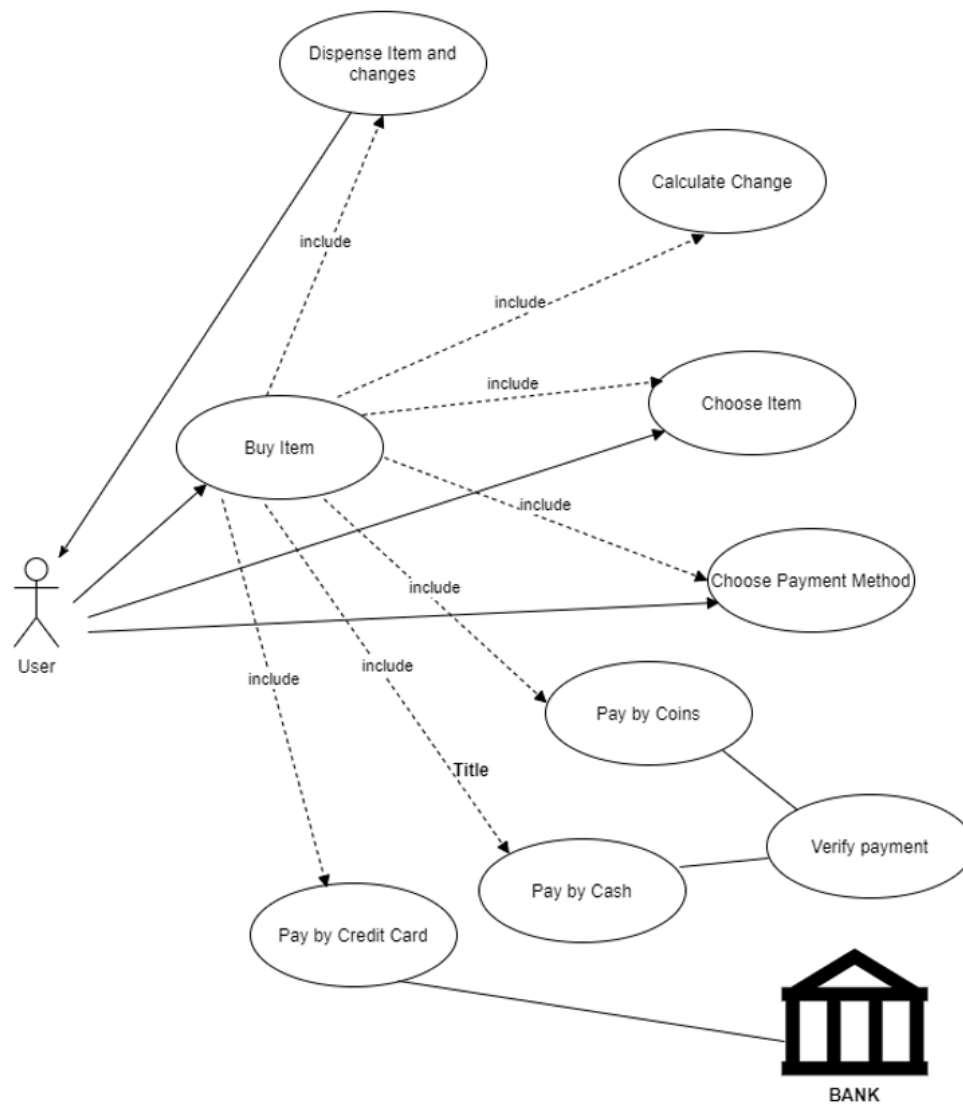 Dispense Item and
changes
Calculate Change
include
include
include
Choose Item
Buy Item
include
Choose Payment Method
include
User
include
include
Pay by Coins
Title
Verify payment
Pay by Cash
Pay by Credit Card
BANK